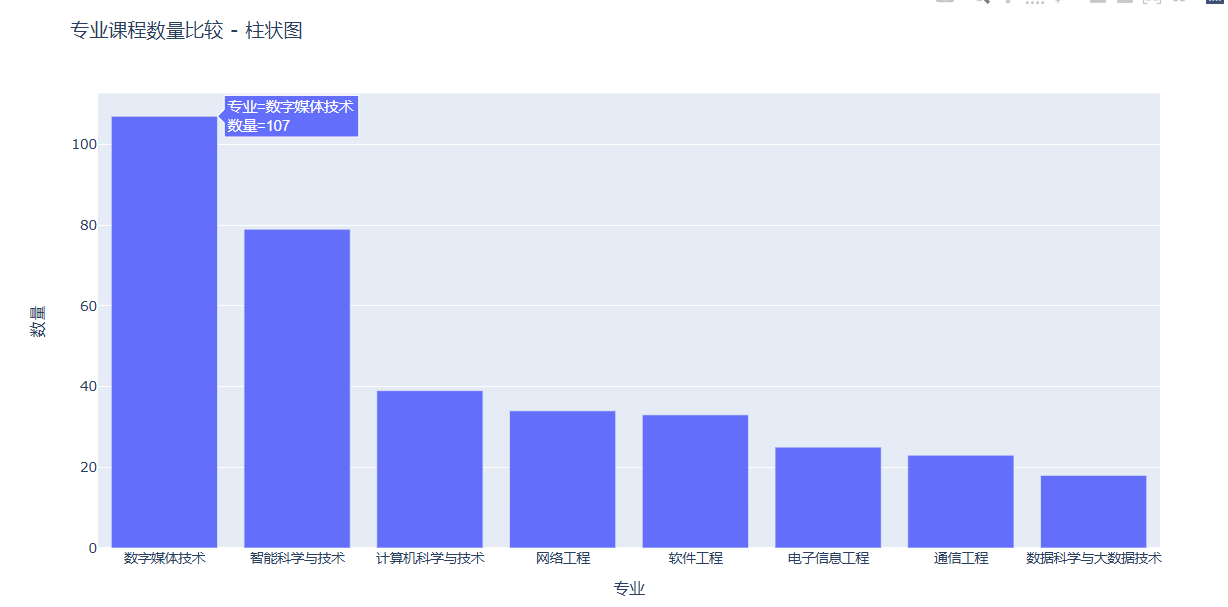 专业课程数量比较 - 柱状图
专业=数字媒体技术
数量=107
100
80
60
40
20
0
数量
数字媒体技术
智能科学与技术
计算机科学与技术
网络工程
软件工程
电子信息工程
通信工程
数据科学与大数据技术
专业